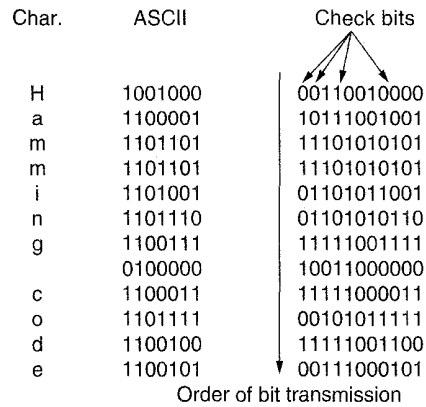 Char. ASCII Check bits
H 1001000 00110010000
a 1100001 10111001001
m 1101101 11101010101
m 1101101 11101010101
i 1101001 01101011001
n 1101110 01101010110
g 1100111 11111001111
0100000 10011000000
c 1100011 11111000011
o 1101111 00101011111
d 1100100 11111001100
e 1100101 00111000101
Order of bit transmission